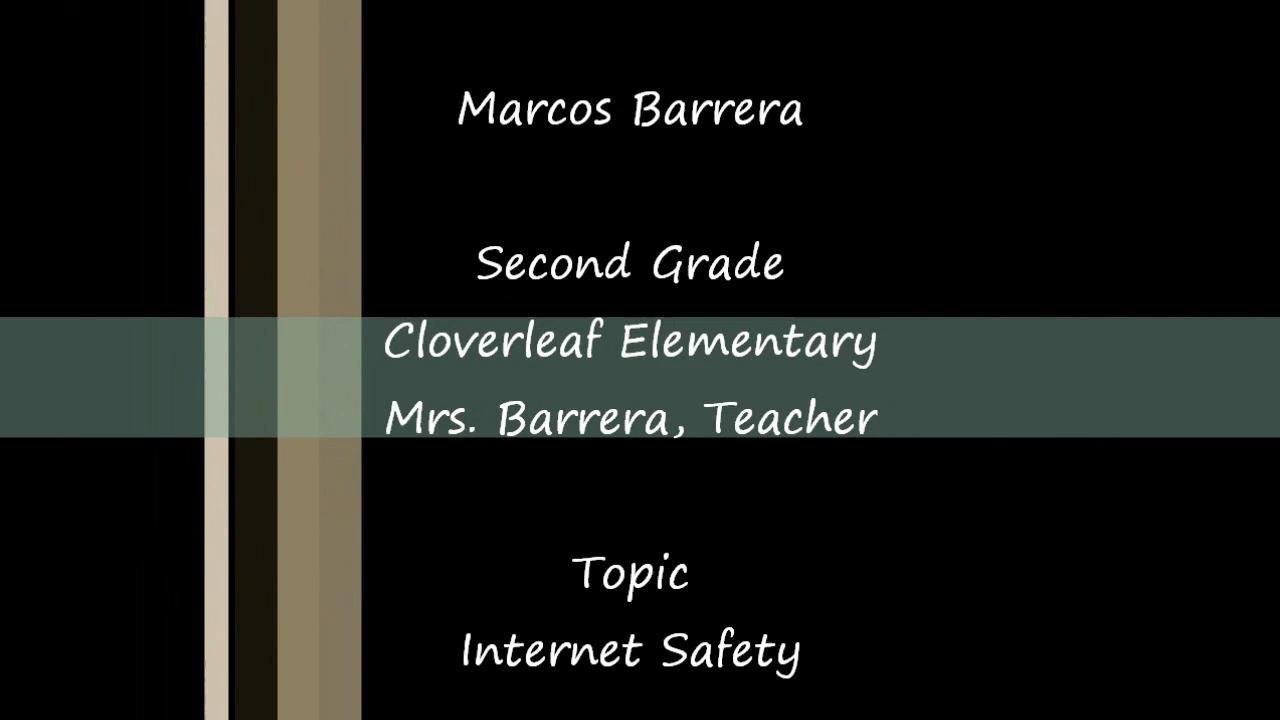 Marcos Barrera
Second Grade
Cloverleaf Elementary
Mrs. Barrera, Teacher
Topic
Internet Safety